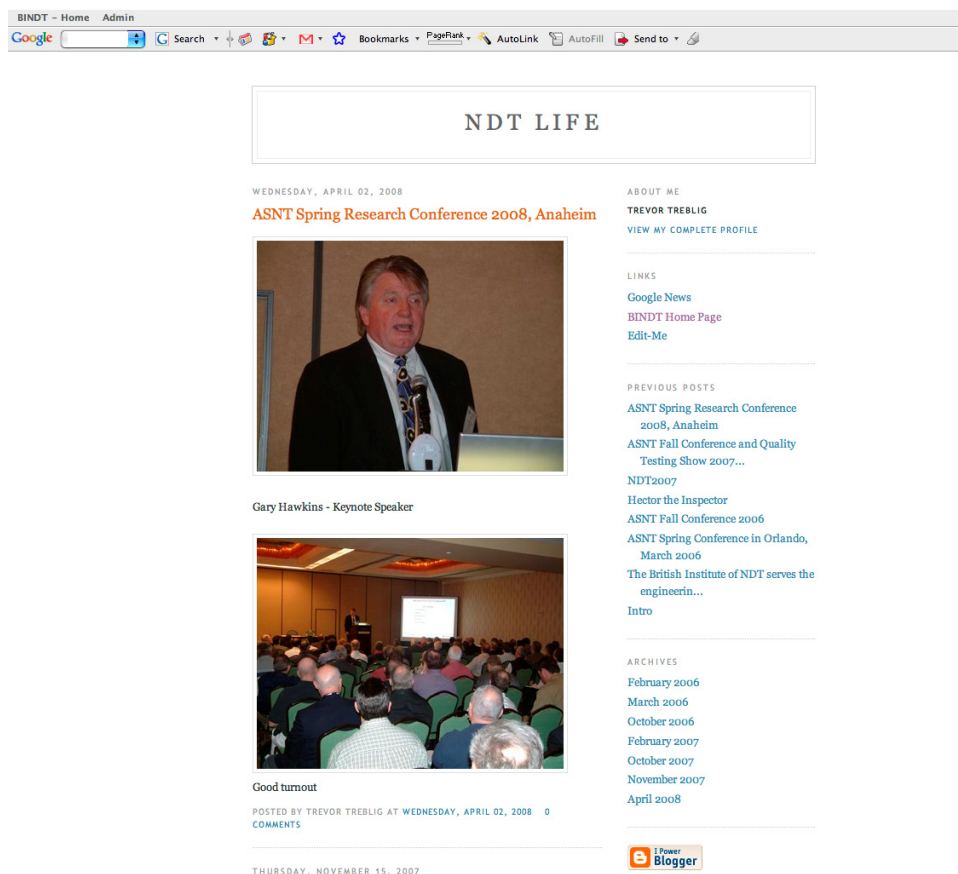 BINDT – Home Admin
Google Search Bookmarks PageRank AutoLink AutoFill Send to
NDT LIFE
WEDNESDAY, APRIL 02, 2008
ASNT Spring Research Conference 2008, Anaheim
Gary Hawkins - Keynote Speaker
Good turnout
POSTED BY TREVOR TREBLIG AT WEDNESDAY, APRIL 02, 2008 0
COMMENTS
THURSDAY, NOVEMBER 15, 2007
ABOUT ME
TREVOR TREBLIG
VIEW MY COMPLETE PROFILE
LINKS
Google News
BINDT Home Page
Edit-Me
PREVIOUS POSTS
ASNT Spring Research Conference
2008, Anaheim
ASNT Fall Conference and Quality
Testing Show 2007...
NDT2007
Hector the Inspector
ASNT Fall Conference 2006
ASNT Spring Conference in Orlando,
March 2006
The British Institute of NDT serves the
engineerin...
Intro
ARCHIVES
February 2006
March 2006
October 2006
February 2007
October 2007
November 2007
April 2008
I Power
Blogger